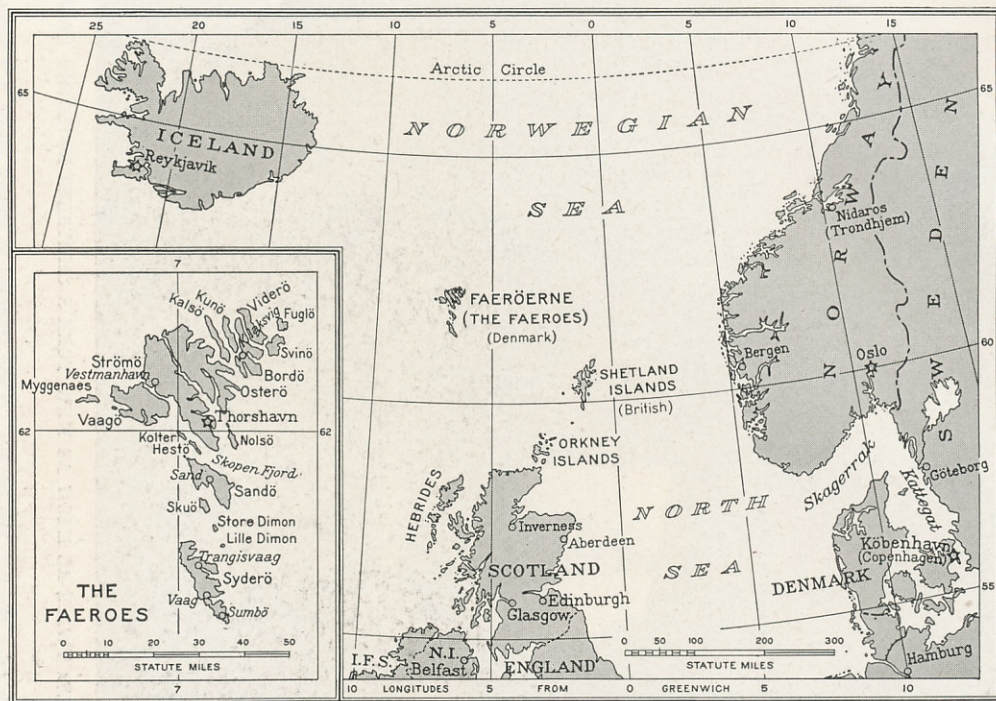 25 20 15 10 5 0 5 10 15
Arctic Circle
65
65
NORWEGIAN
SEA
ICELAND
Reykjavik
NORWAY
SWEDEN
Nidaros
(Trondhjem)
FAERÖERNE
(THE FAEROES)
(Denmark)
Bergen
Oslo
60
SHETLAND
ISLANDS
(British)
ORKNEY
ISLANDS
HEBRIDES
Skagerrak
Kattegat
Göteborg
NORTH
SEA
Inverness
Aberdeen
SCOTLAND
Edinburgh
Glasgow
DENMARK
Köbenhavn
(Copenhagen)
55
I.F.S.
N.I.
Belfast
ENGLAND
Hamburg
0 50 100 200 300
STATUTE MILES
10 LONGITUDES 5 FROM 0 GREENWICH 5 10
7
Kalsö
Kunö
Viderö
Klaksvig
Fuglö
Svinö
Bordö
Osterö
Strömö
Vestmanhavn
Myggenaes
Vaagö
Thorshavn
62
62
Kolter
Hestö
Nolsö
Skopen Fjord
Sand
Sandö
Skuö
Store Dimon
Lille Dimon
Trangisvaag
Syderö
Vaag
Sumbö
THE
FAEROES
0 10 20 30 40 50
STATUTE MILES
7